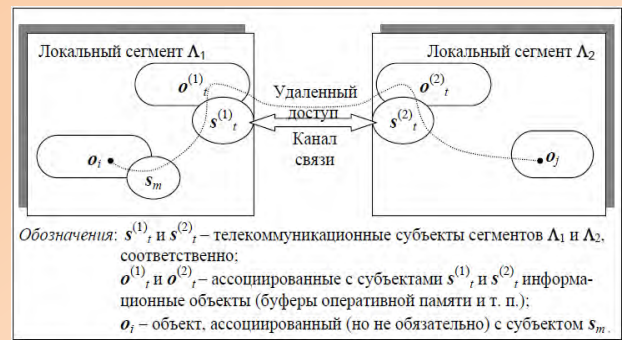 Локальный сегмент Λ₁
Локальный сегмент Λ₂
o⁽¹⁾ₜ
o⁽²⁾ₜ
Удаленный
доступ
s⁽¹⁾ₜ
s⁽²⁾ₜ
Канал
связи
oᵢ
sₘ
oⱼ
Обозначения: s⁽¹⁾ₜ и s⁽²⁾ₜ – телекоммуникационные субъекты сегментов Λ₁ и Λ₂,
соответственно;
o⁽¹⁾ₜ и o⁽²⁾ₜ – ассоциированные с субъектами s⁽¹⁾ₜ и s⁽²⁾ₜ информа-
ционные объекты (буферы оперативной памяти и т. п.);
oᵢ – объект, ассоциированный (но не обязательно) с субъектом sₘ.